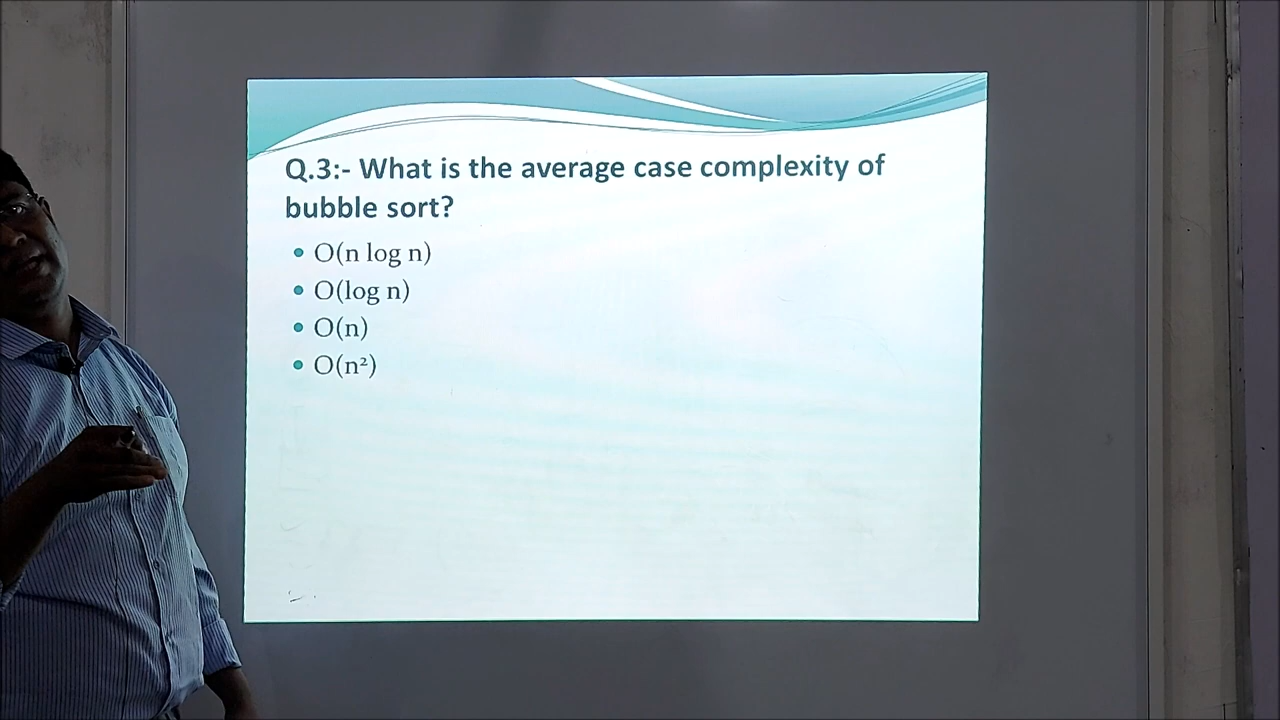 Q.3:- What is the average case complexity of
bubble sort?
• O(n log n)
• O(log n)
• O(n)
• O(n²)